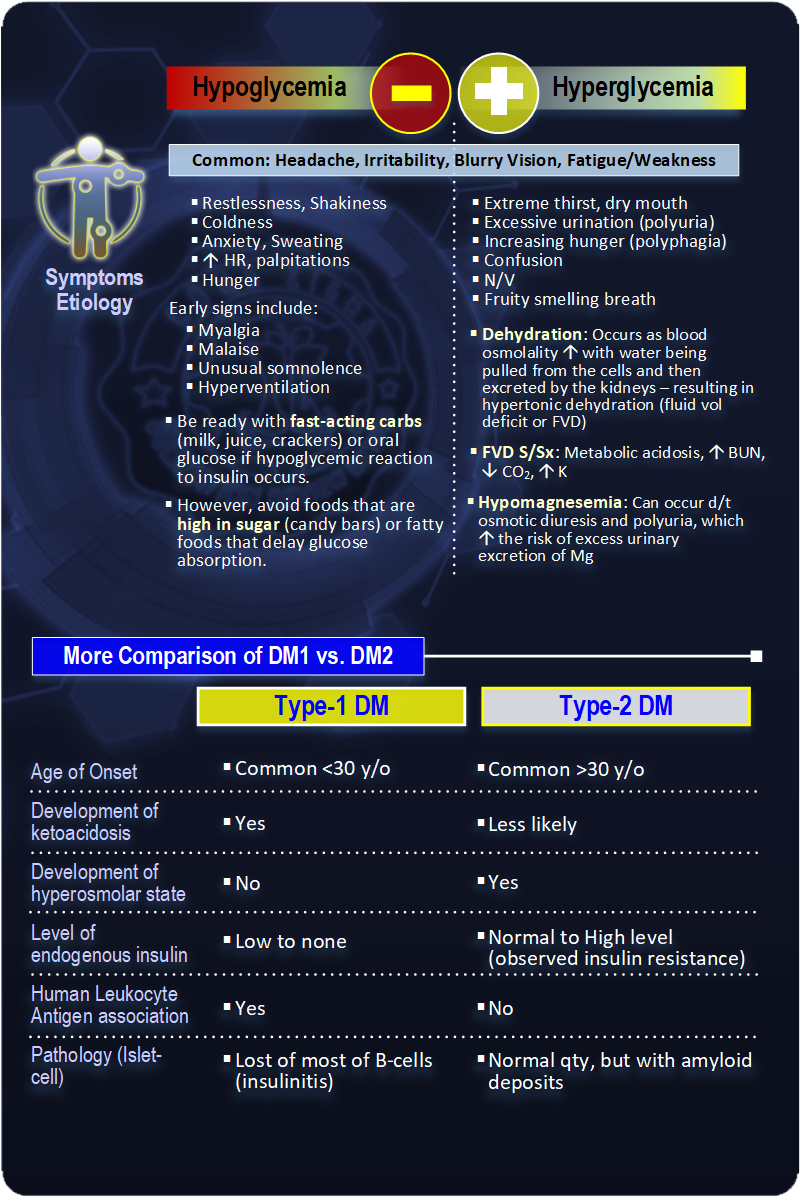 Hypoglycemia
Hyperglycemia
Common: Headache, Irritability, Blurry Vision, Fatigue/Weakness
Symptoms
Etiology
▪ Restlessness, Shakiness
▪ Coldness
▪ Anxiety, Sweating
▪ ↑ HR, palpitations
▪ Hunger
Early signs include:
▪ Myalgia
▪ Malaise
▪ Unusual somnolence
▪ Hyperventilation
▪ Be ready with fast-acting carbs
(milk, juice, crackers) or oral
glucose if hypoglycemic reaction
to insulin occurs.
▪ However, avoid foods that are
high in sugar (candy bars) or fatty
foods that delay glucose
absorption.
▪ Extreme thirst, dry mouth
▪ Excessive urination (polyuria)
▪ Increasing hunger (polyphagia)
▪ Confusion
▪ N/V
▪ Fruity smelling breath
▪ Dehydration: Occurs as blood
osmolality ↑ with water being
pulled from the cells and then
excreted by the kidneys – resulting in
hypertonic dehydration (fluid vol
deficit or FVD)
▪ FVD S/Sx: Metabolic acidosis, ↑ BUN,
↓ CO₂, ↑ K
▪ Hypomagnesemia: Can occur d/t
osmotic diuresis and polyuria, which
↑ the risk of excess urinary
excretion of Mg
More Comparison of DM1 vs. DM2
Type-1 DM
Type-2 DM
Age of Onset
▪ Common <30 y/o
▪ Common >30 y/o
Development of
ketoacidosis
▪ Yes
▪ Less likely
Development of
hyperosmolar state
▪ No
▪ Yes
Level of
endogenous insulin
▪ Low to none
▪ Normal to High level
(observed insulin resistance)
Human Leukocyte
Antigen association
▪ Yes
▪ No
Pathology (Islet-
cell)
▪ Lost of most of B-cells
(insulinitis)
▪ Normal qty, but with amyloid
deposits